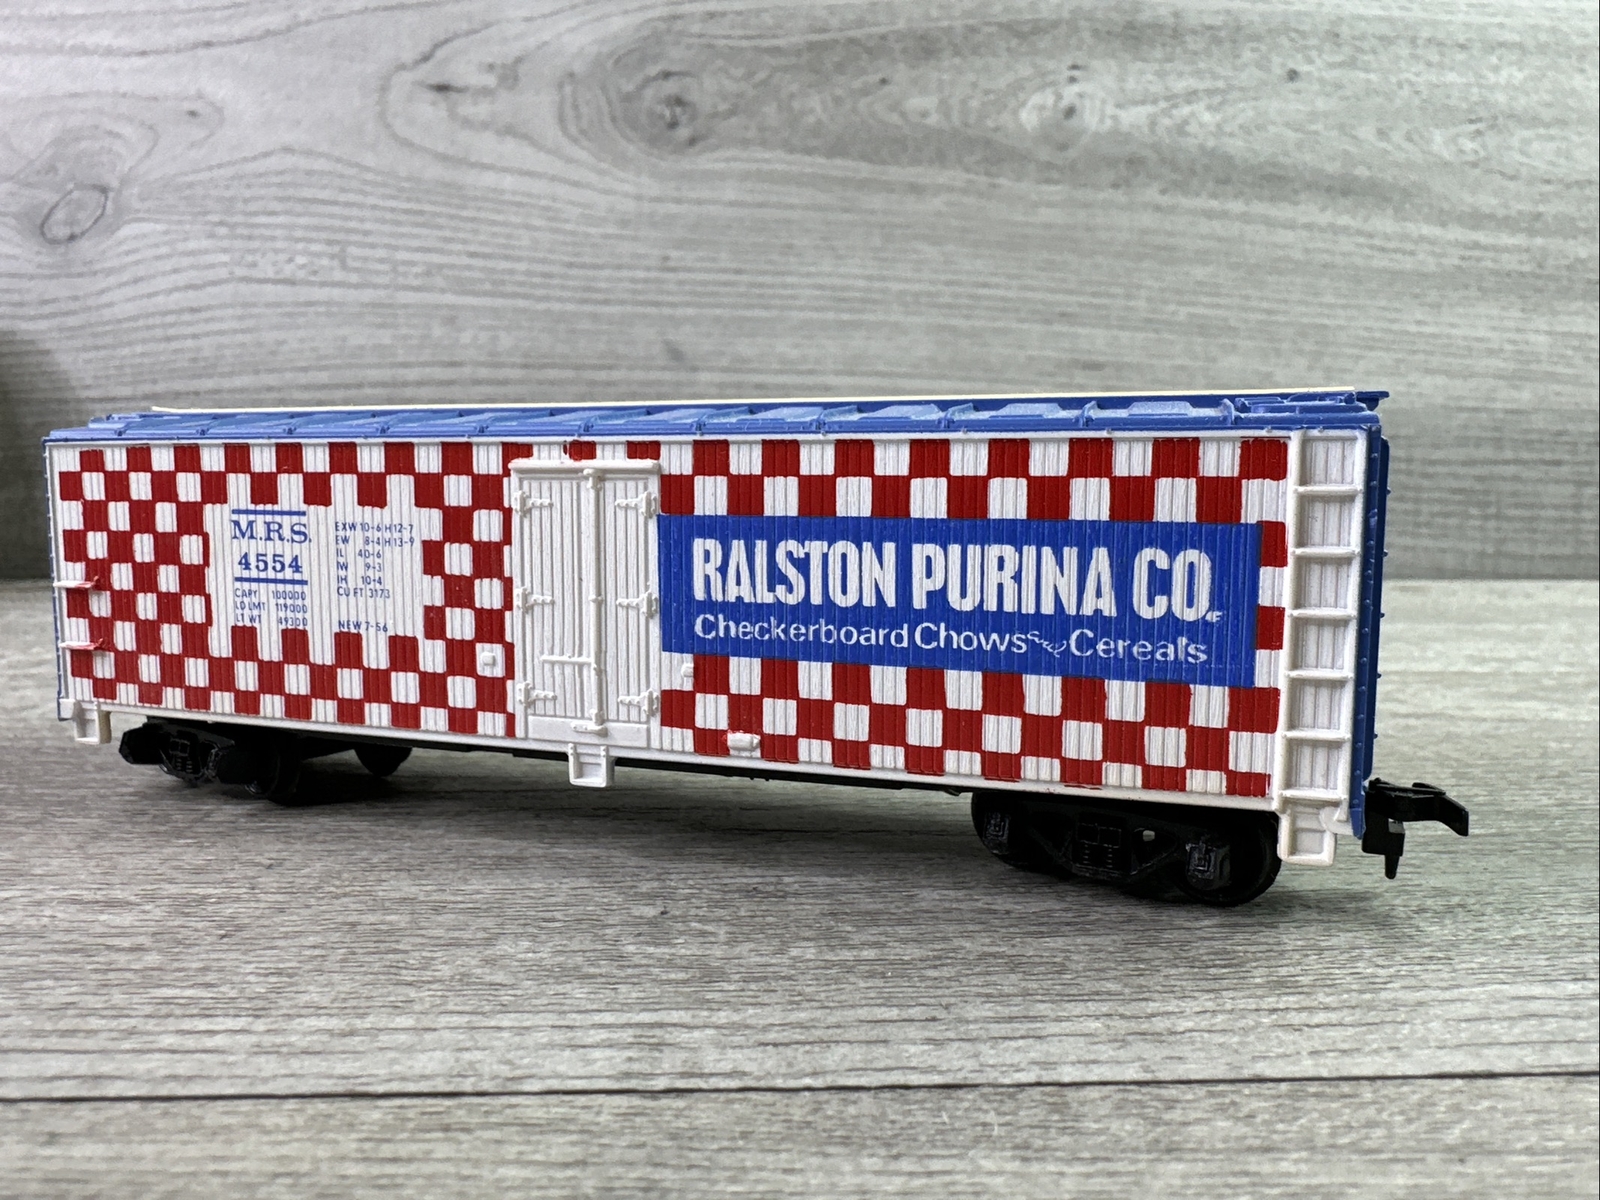 M.R.S.
4554
CAPY 100000
LD LMT 119000
LT WT 49300
EXW 10-6 H 12-7
EW 8-4 H 13-9
IL 40-6
IW 9-3
IH 10-4
CU FT 3173
NEW 7-56
RALSTON PURINA CO.
Checkerboard Chows and Cereals